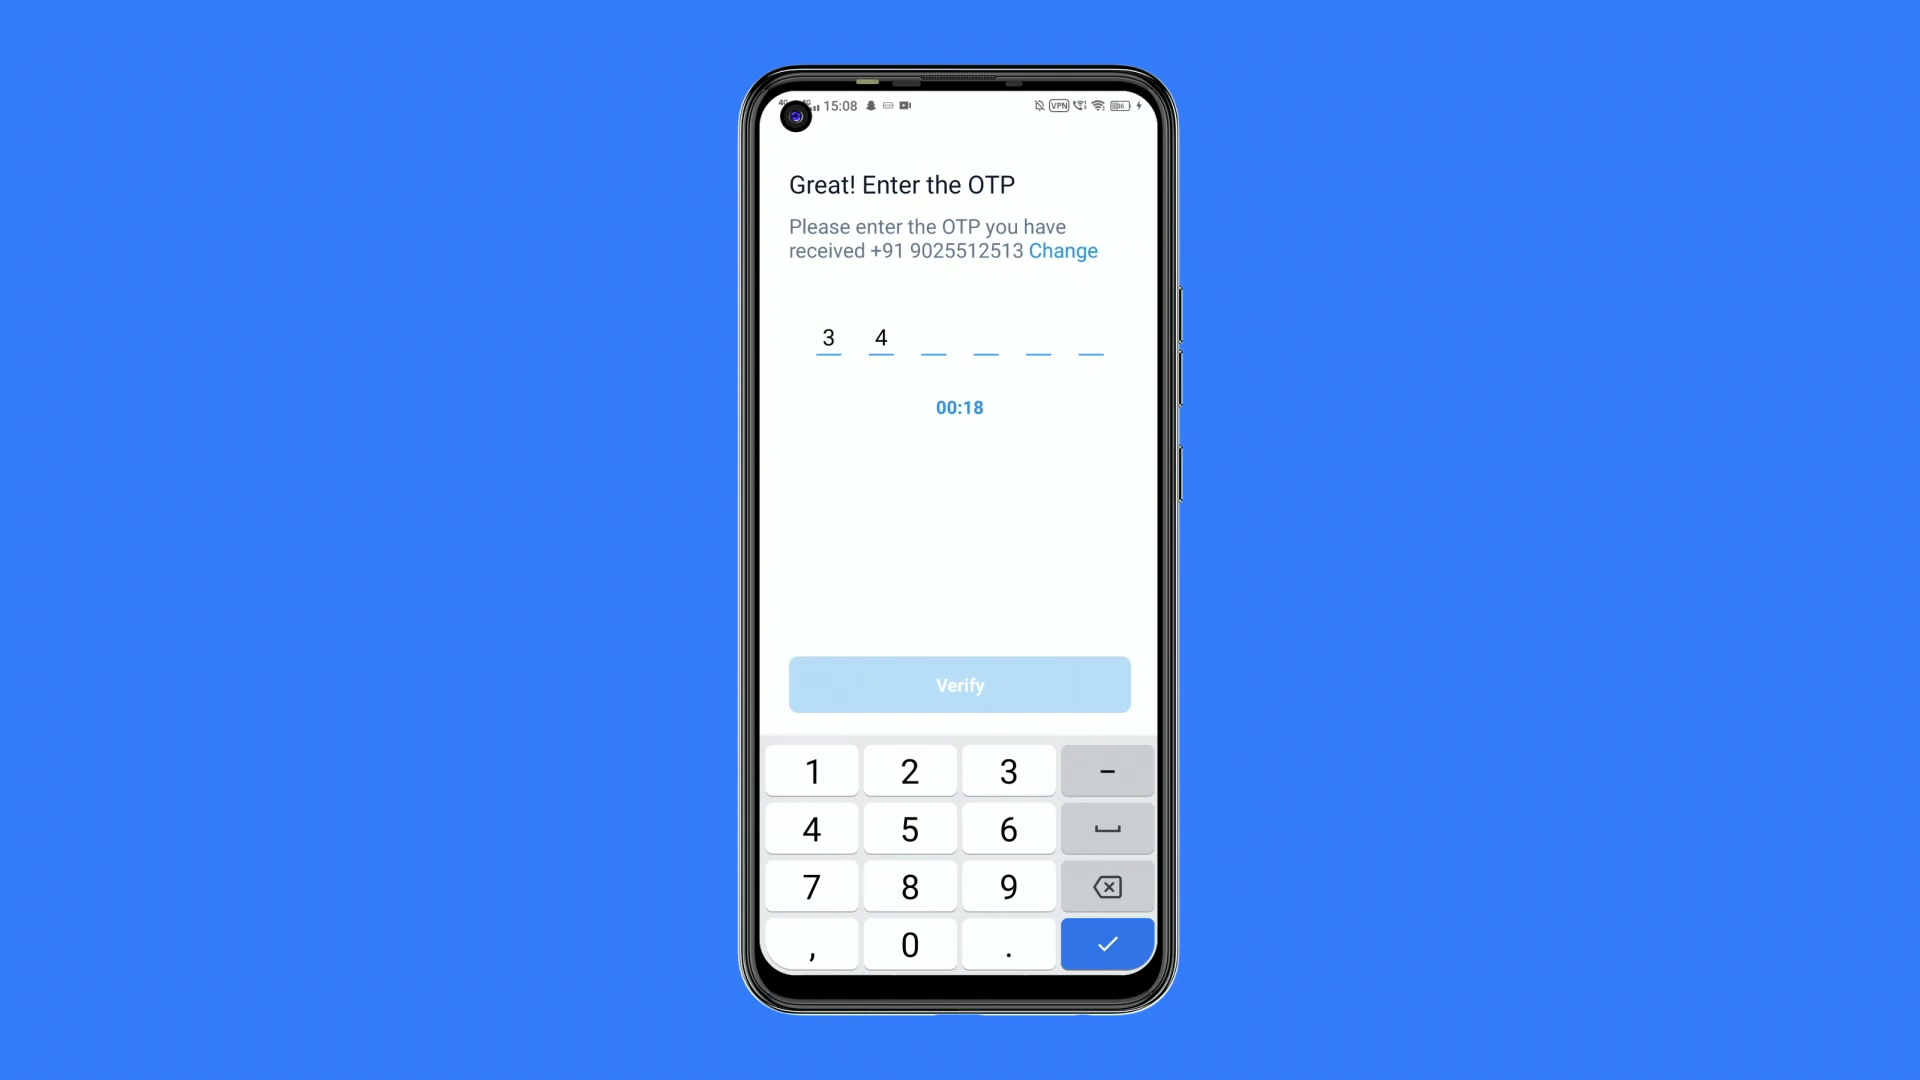 15:08 VPN
Great! Enter the OTP
Please enter the OTP you have
received +91 9025512513 Change
3 4
00:18
Verify
1 2 3 -
4 5 6
7 8 9
, 0 .